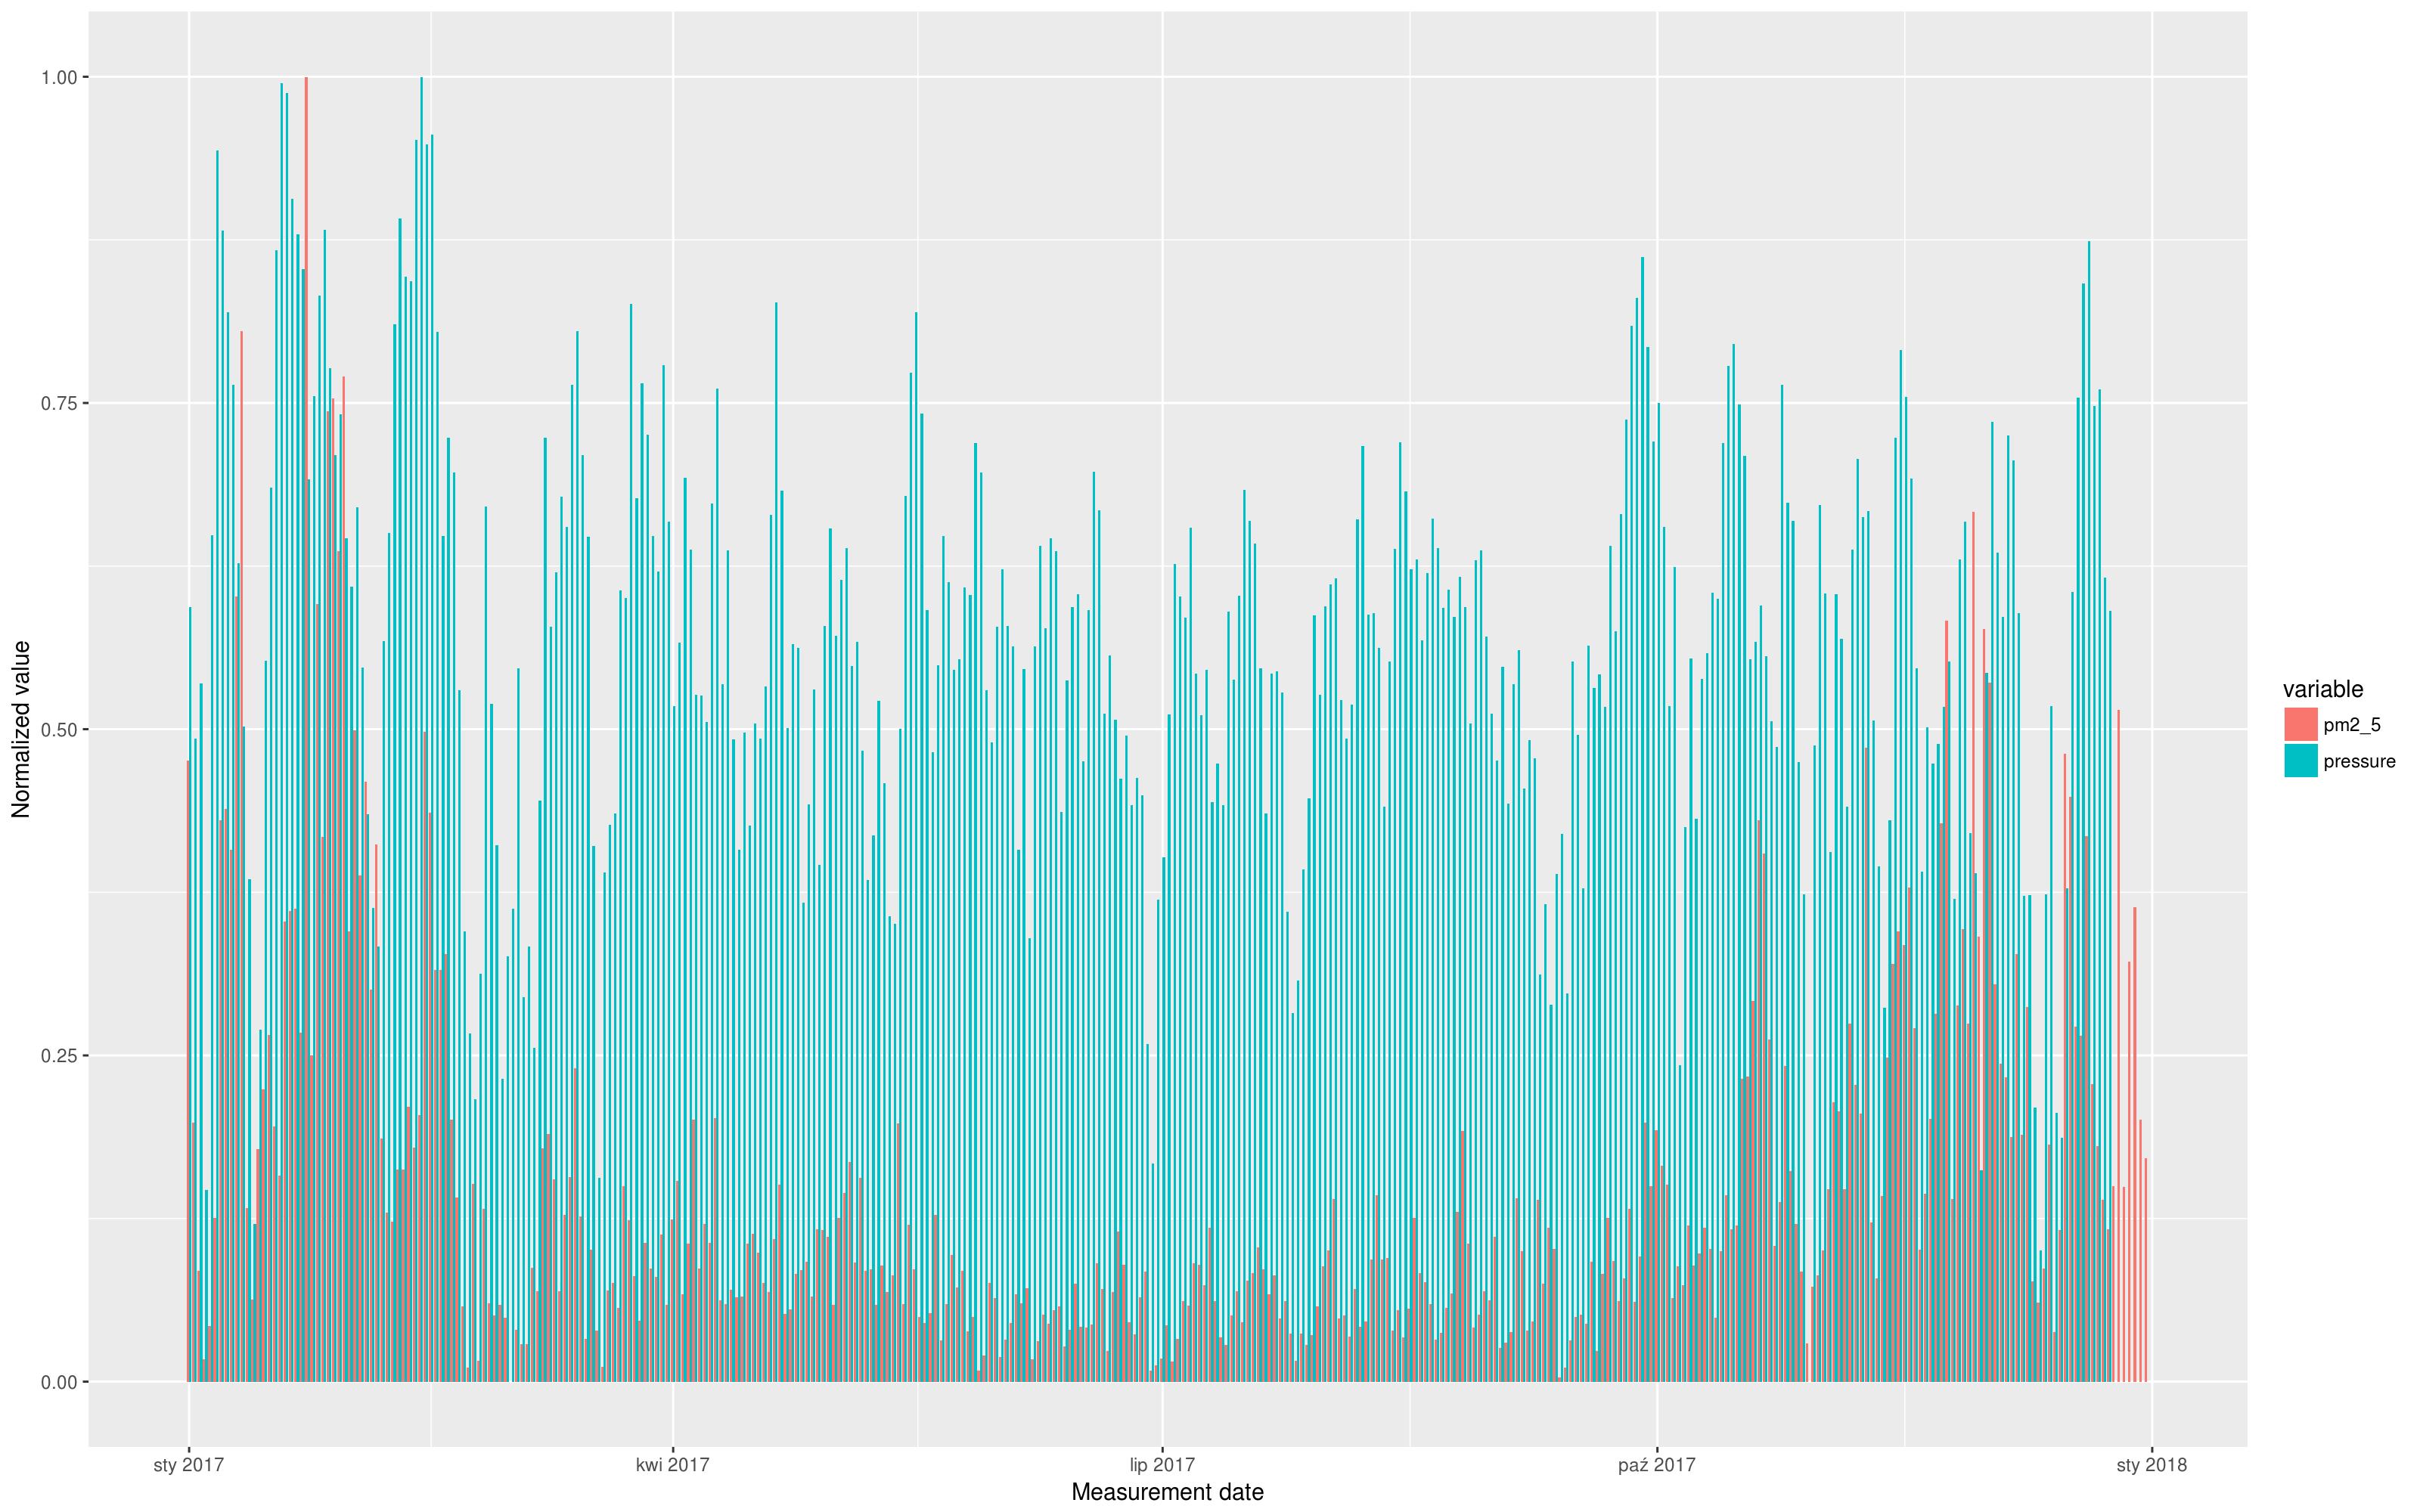 1.00
0.75
0.50
0.25
0.00
Normalized value
sty 2017
kwi 2017
lip 2017
paź 2017
sty 2018
Measurement date
variable
pm2_5
pressure